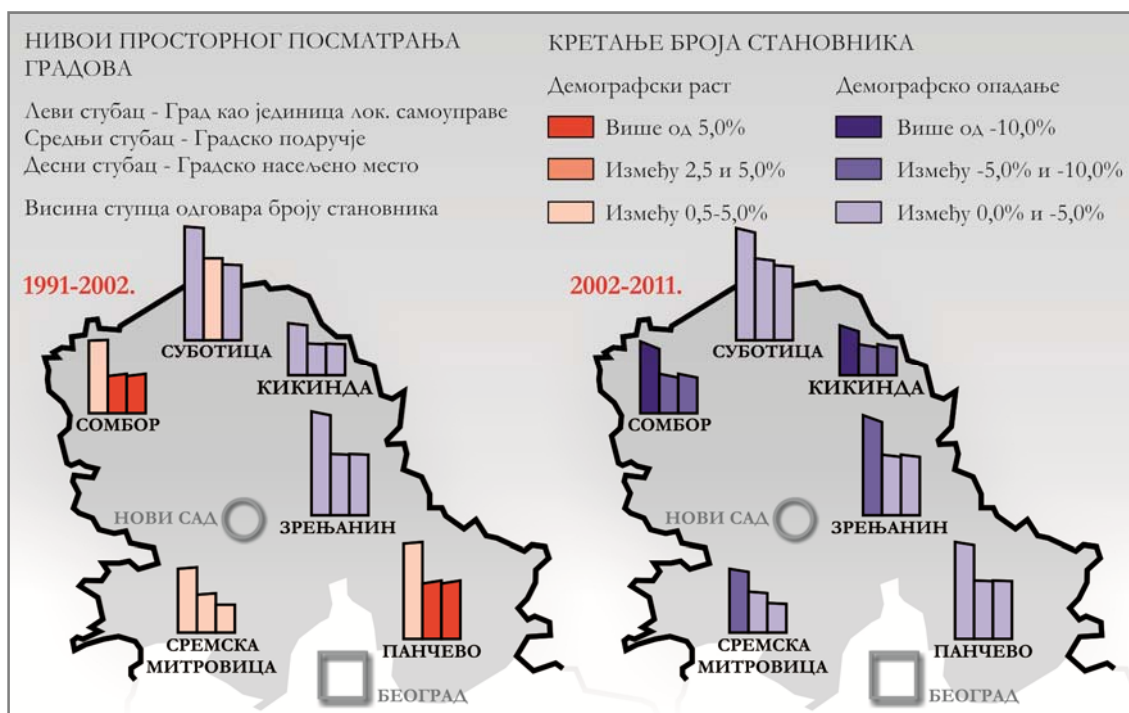 НИВОИ ПРОСТОРНОГ ПОСМАТРАЊА
ГРАДОВА
Леви стубац - Град као јединица лок. самоуправе
Средњи стубац - Градско подручје
Десни стубац - Градско насељено место
Висина ступца одговара броју становника
КРЕТАЊЕ БРОЈА СТАНОВНИКА
Демографски раст
Више од 5,0%
Између 2,5 и 5,0%
Између 0,5-5,0%
Демографско опадање
Више од -10,0%
Између -5,0% и -10,0%
Између 0,0% и -5,0%
1991-2002.
СУБОТИЦА
КИКИНДА
СОМБОР
НОВИ САД
ЗРЕЊАНИН
СРЕМСКА
МИТРОВИЦА
ПАНЧЕВО
БЕОГРАД
2002-2011.
СУБОТИЦА
КИКИНДА
СОМБОР
НОВИ САД
ЗРЕЊАНИН
СРЕМСКА
МИТРОВИЦА
ПАНЧЕВО
БЕОГРАД